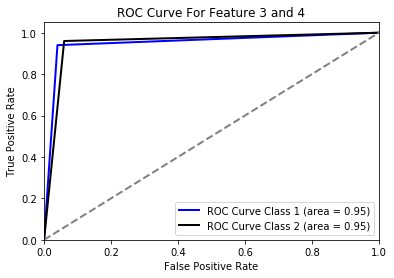 ROC Curve For Feature 3 and 4
True Positive Rate
1.0
0.8
0.6
0.4
0.2
0.0
ROC Curve Class 1 (area = 0.95)
ROC Curve Class 2 (area = 0.95)
0.0 0.2 0.4 0.6 0.8 1.0
False Positive Rate